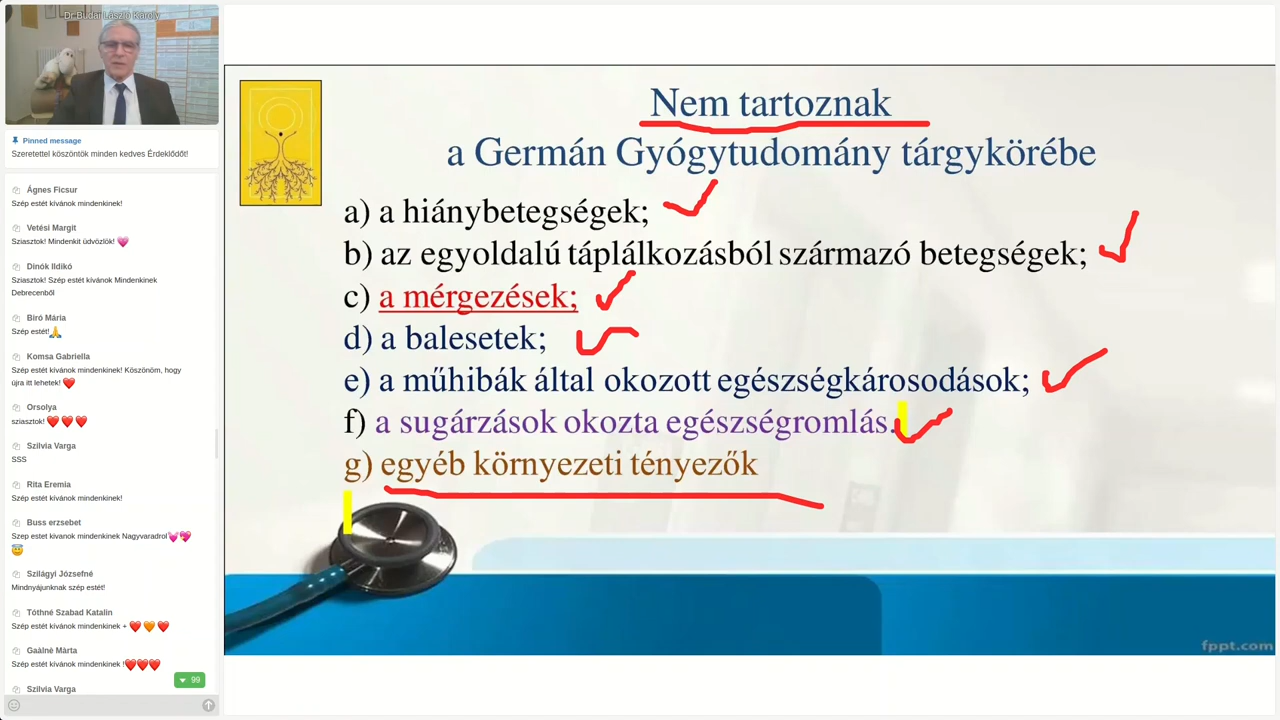 Dr Budai László Károly
Pinned message
Szeretettel köszöntök minden kedves Érdeklődőt!
Ágnes Ficsur
Szép estét kívánok mindenkinek!
Vetési Margit
Sziasztok! Mindenkit üdvözlök!
Dinók Ildikó
Sziasztok! Szép estét kívánok Mindenkinek
Debrecenből
Bíró Mária
Szép estét!
Komsa Gabriella
Szép estét kívánok mindenkinek! Köszönöm, hogy
újra itt lehetek!
Orsolya
sziasztok!
Szilvia Varga
SSS
Rita Eremia
Szép estét kívánok mindenkinek!
Buss erzsebet
Szep estet kivanok mindenkinek Nagyvaradrol
Szilágyi Józsefné
Mindnyájunknak szép estét!
Tóthné Szabad Katalin
Szép estét kívánok mindenkinek +
Gaàlnè Màrta
Szép estét kívánok mindenkinek !
Szilvia Varga
99
Nem tartoznak
a Germán Gyógytudomány tárgykörébe
a) a hiánybetegségek;
b) az egyoldalú táplálkozásból származó betegségek;
c) a mérgezések;
d) a balesetek;
e) a műhibák által okozott egészségkárosodások;
f) a sugárzások okozta egészségromlás.
g) egyéb környezeti tényezők
fppt.com